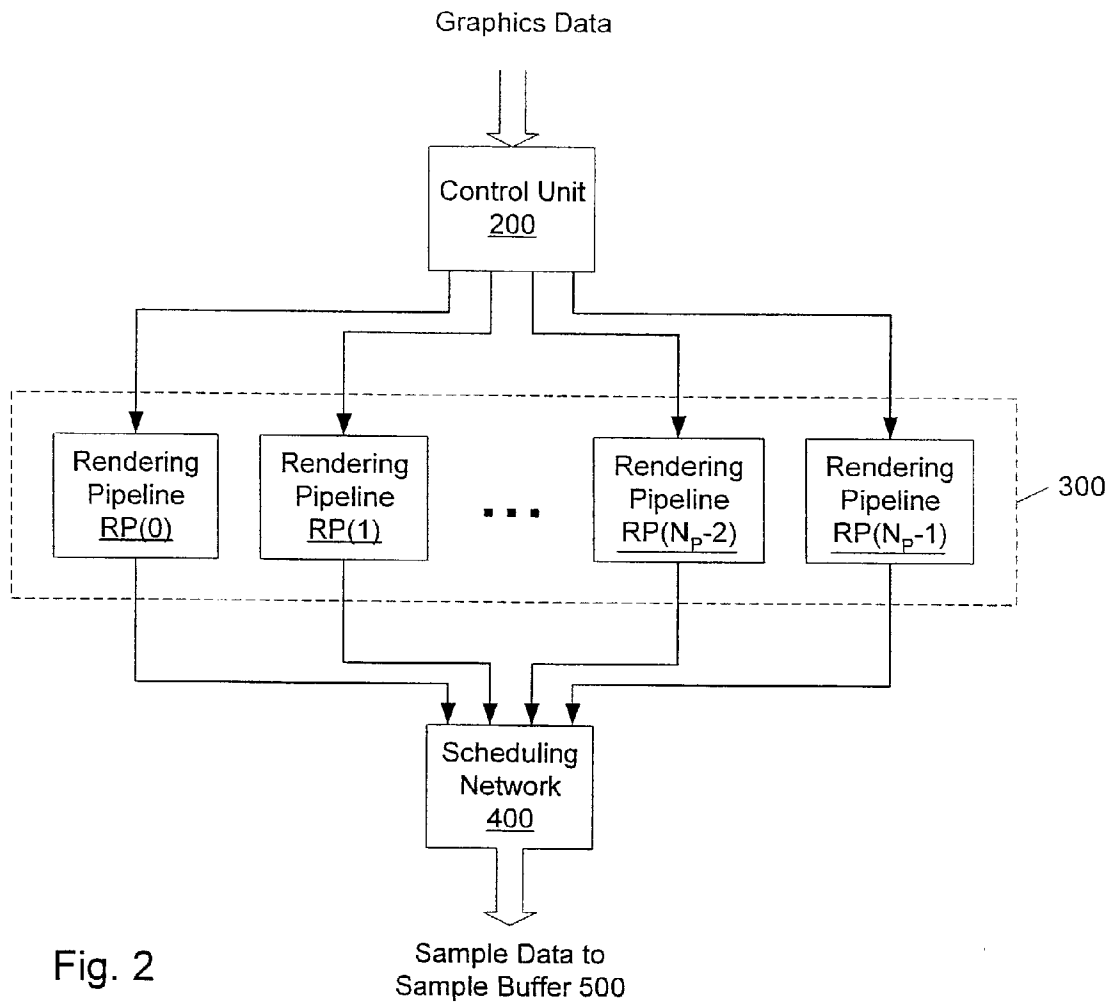 Graphics Data
Control Unit
200
Rendering
Pipeline
RP(0)
Rendering
Pipeline
RP(1)
...
Rendering
Pipeline
RP(N_P-2)
Rendering
Pipeline
RP(N_P-1)
300
Scheduling
Network
400
Sample Data to
Sample Buffer 500
Fig. 2